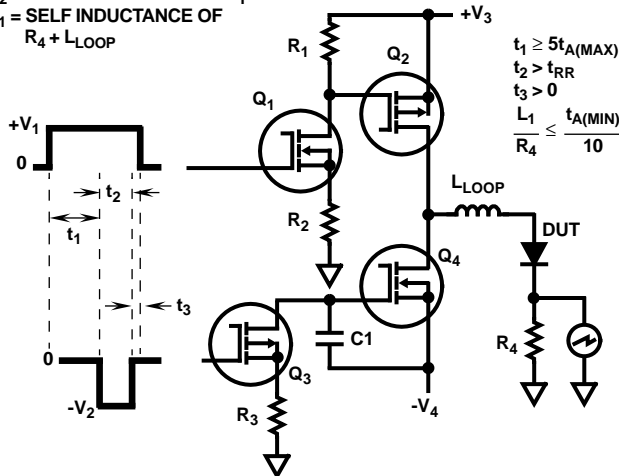 L₁ = SELF INDUCTANCE OF
R₄ + L_LOOP
+V₃
R₁
Q₂
t₁ ≥ 5t_A(MAX)
t₂ > t_RR
t₃ > 0
L₁/R₄ ≤ t_A(MIN)/10
Q₁
+V₁
0
t₂
t₁
R₂
L_LOOP
DUT
Q₄
t₃
C1
R₄
0
Q₃
-V₂
R₃
-V₄